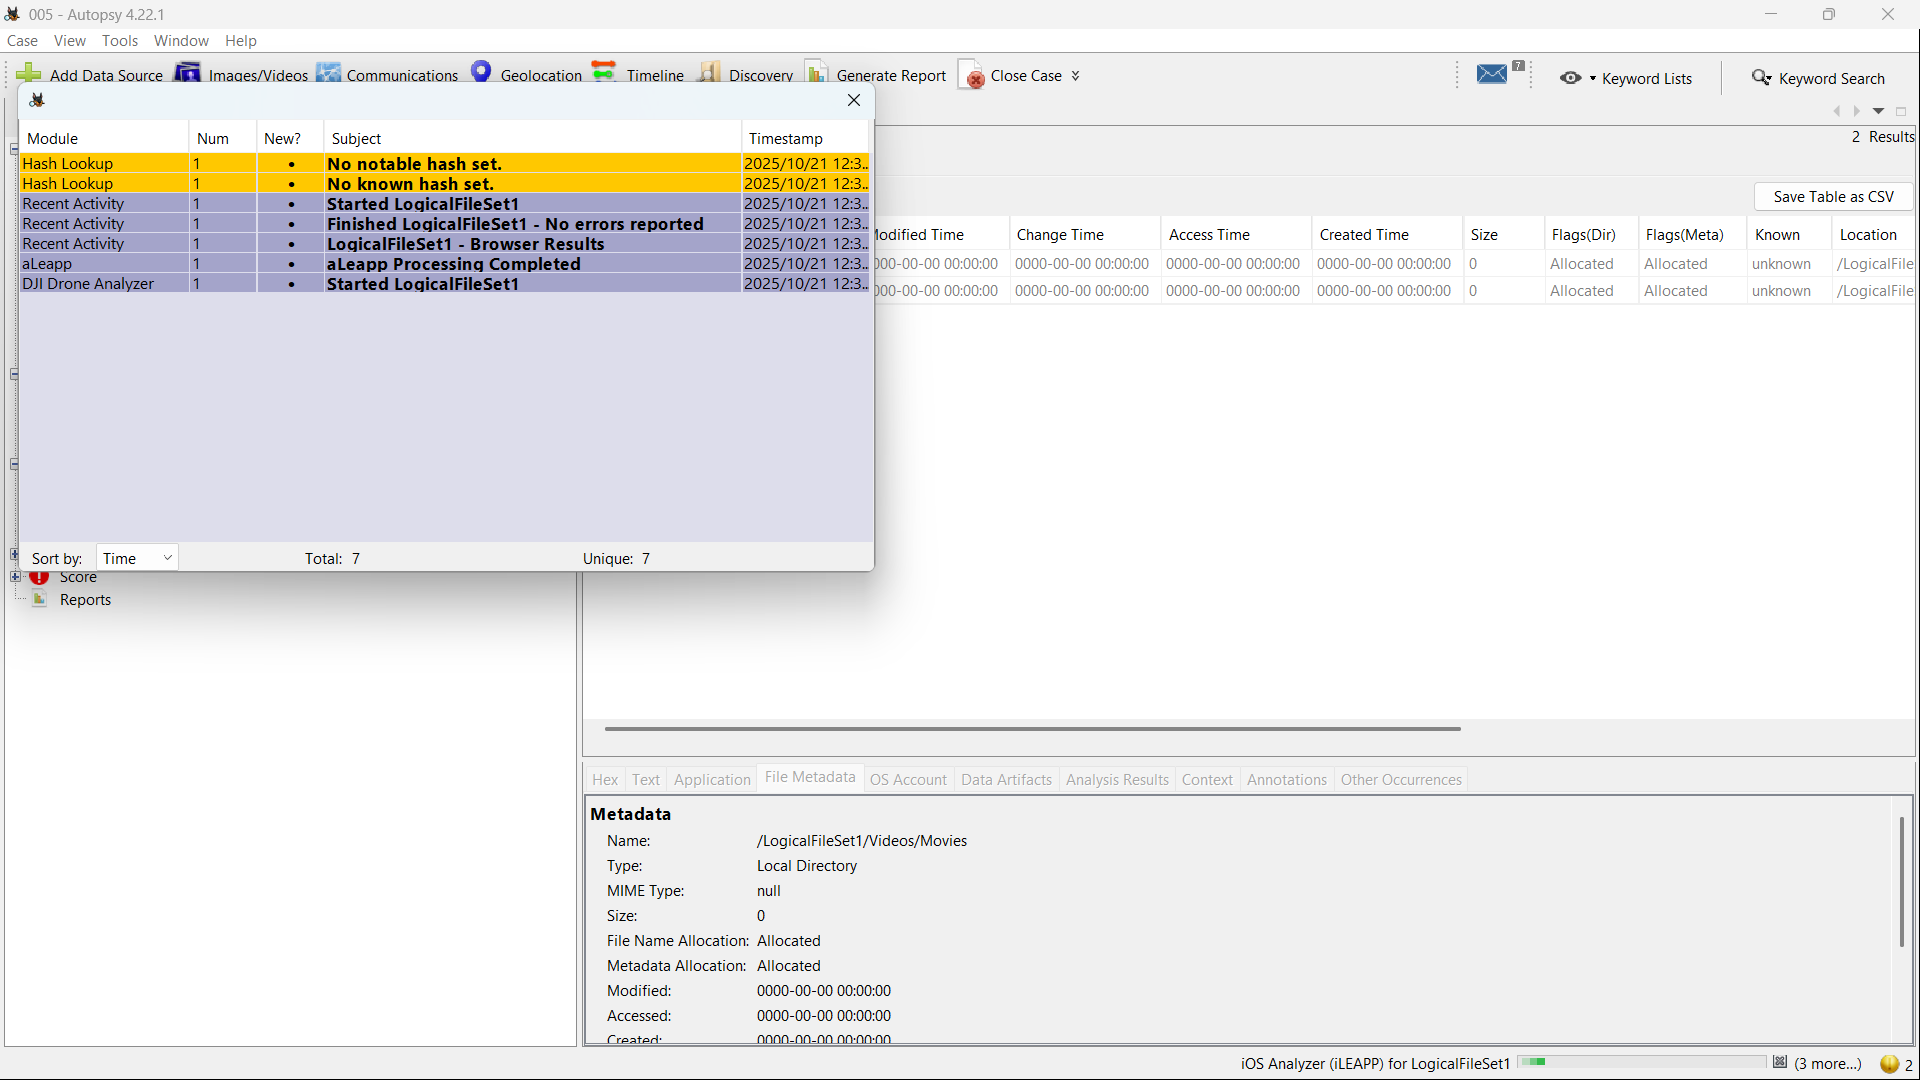 005 - Autopsy 4.22.1
Case View Tools Window Help
Add Data Source Images/Videos Communications Geolocation Timeline Discovery Generate Report Close Case 7 Keyword Lists Keyword Search
2 Results
Save Table as CSV
Module Num New? Subject Timestamp
Hash Lookup 1 • No notable hash set. 2025/10/21 12:3...
Hash Lookup 1 • No known hash set. 2025/10/21 12:3...
Recent Activity 1 • Started LogicalFileSet1 2025/10/21 12:3...
Recent Activity 1 • Finished LogicalFileSet1 - No errors reported 2025/10/21 12:3...
Recent Activity 1 • LogicalFileSet1 - Browser Results 2025/10/21 12:3...
aLeapp 1 • aLeapp Processing Completed 2025/10/21 12:3...
DJI Drone Analyzer 1 • Started LogicalFileSet1 2025/10/21 12:3...
Sort by: Time Total: 7 Unique: 7
Modified Time Change Time Access Time Created Time Size Flags(Dir) Flags(Meta) Known Location
00-00-00 00:00:00 0000-00-00 00:00:00 0000-00-00 00:00:00 0000-00-00 00:00:00 0 Allocated Allocated unknown /LogicalFile
00-00-00 00:00:00 0000-00-00 00:00:00 0000-00-00 00:00:00 0000-00-00 00:00:00 0 Allocated Allocated unknown /LogicalFile
Score
Reports
Hex Text Application File Metadata OS Account Data Artifacts Analysis Results Context Annotations Other Occurrences
Metadata
Name: /LogicalFileSet1/Videos/Movies
Type: Local Directory
MIME Type: null
Size: 0
File Name Allocation: Allocated
Metadata Allocation: Allocated
Modified: 0000-00-00 00:00:00
Accessed: 0000-00-00 00:00:00
Created: 0000-00-00 00:00:00
iOS Analyzer (iLEAPP) for LogicalFileSet1 (3 more...) 2